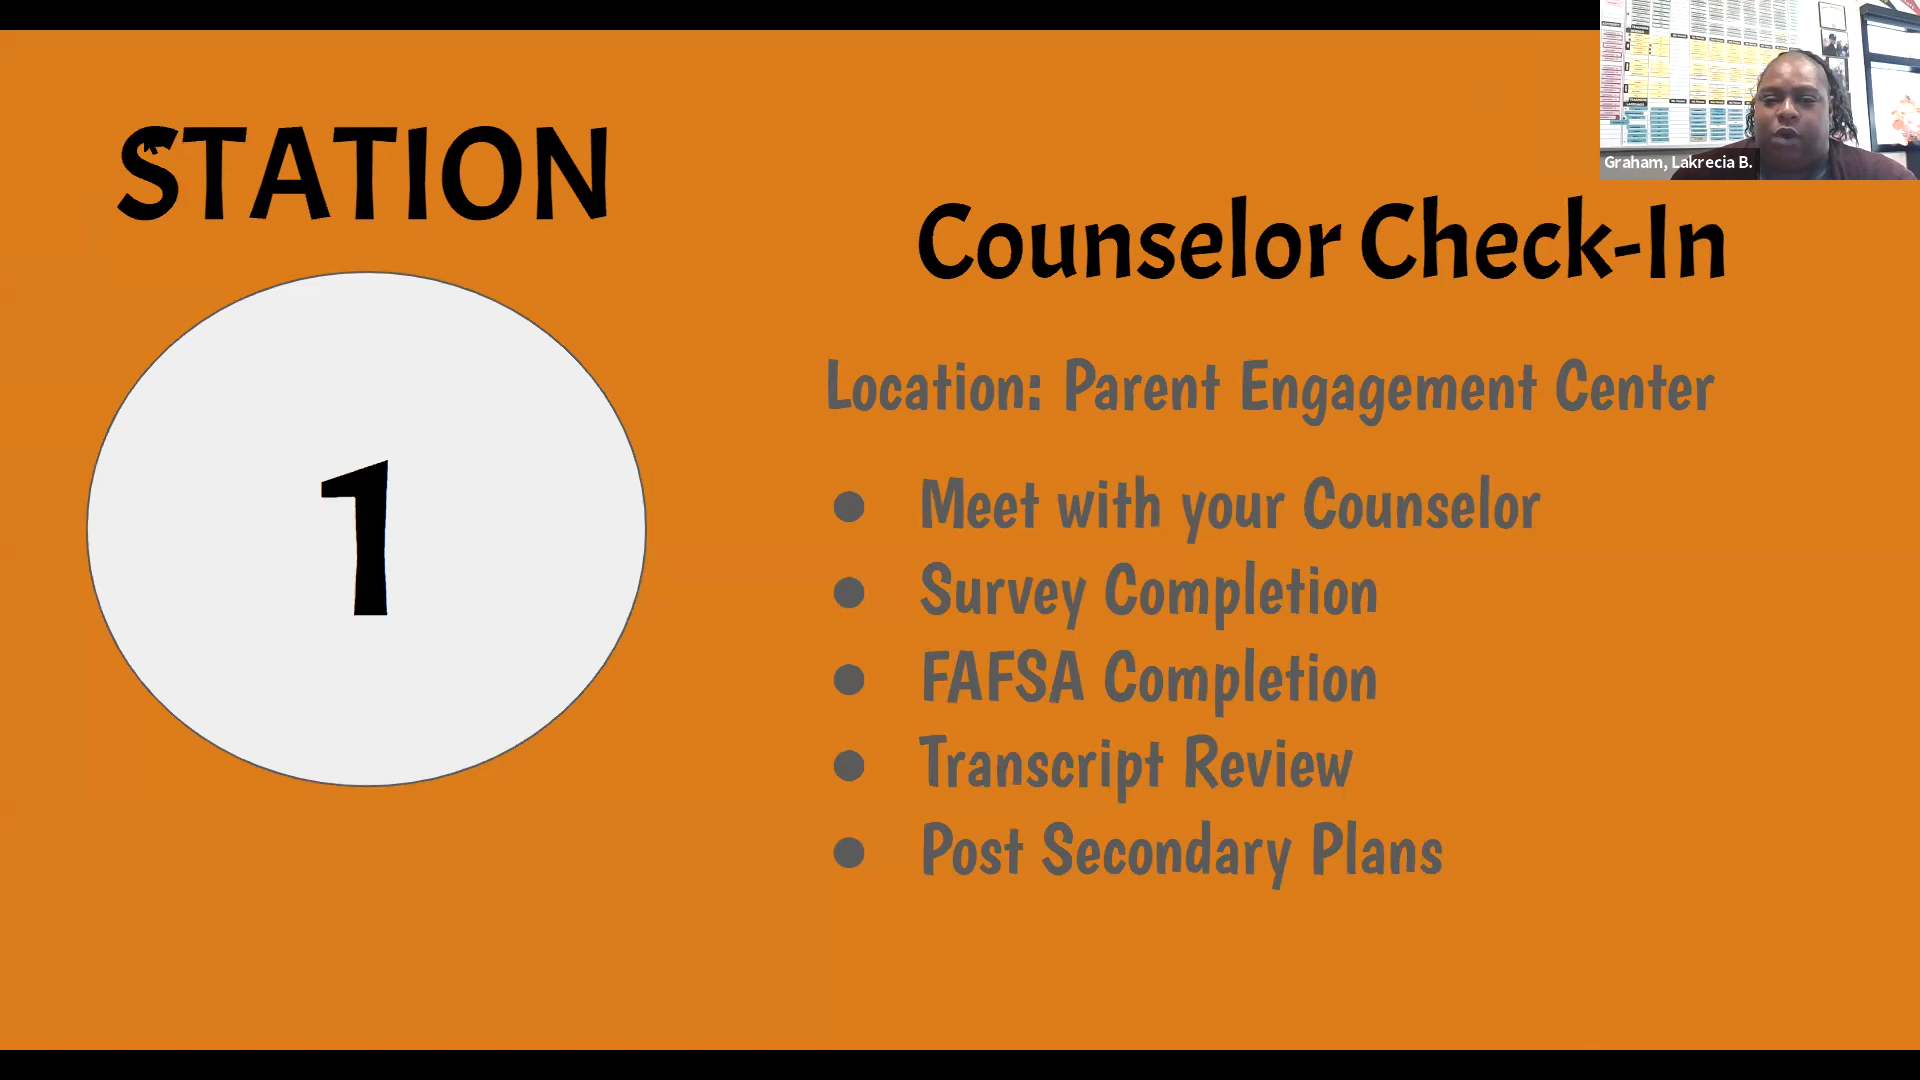 STATION
1
Counselor Check-In
Location: Parent Engagement Center
● Meet with your Counselor
● Survey Completion
● FAFSA Completion
● Transcript Review
● Post Secondary Plans
Graham, Lakrecia B.